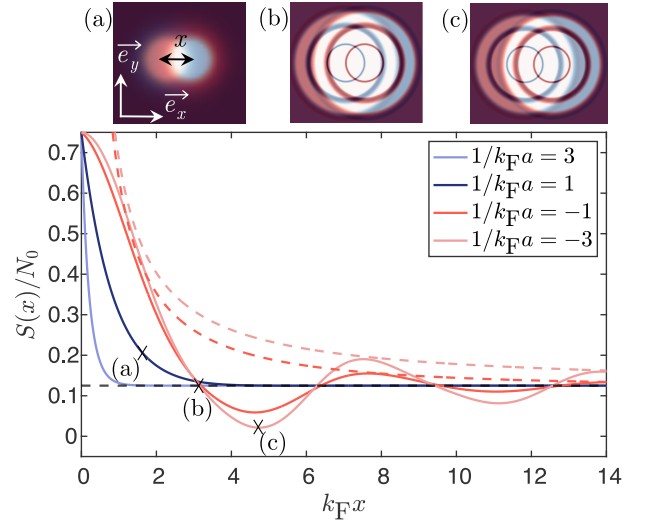 (a)
(b)
(c)
x
e_y
e_x
1/k_F a = 3
1/k_F a = 1
1/k_F a = −1
1/k_F a = −3
S(x)/N_0
0.7
0.6
0.5
0.4
0.3
0.2
0.1
0
(a)
(b)
(c)
0
2
4
6
8
10
12
14
k_F x